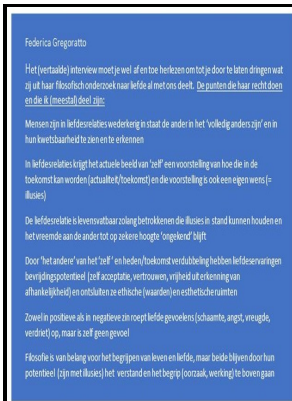 Federica Gregoratto
Het (vertaalde) interview moet je wel af en toe herlezen om tot je door te laten dringen wat
zij uit haar filosofisch onderzoek naar liefde al met ons deelt. De punten die haar recht doen
en die ik (meestal) deel zijn:
Mensen zijn in liefdesrelaties wederkerig in staat de ander in het 'volledig anders zijn' en in
hun kwetsbaarheid te zien en te erkennen
In liefdesrelaties krijgt het actuele beeld van 'zelf' een voorstelling van hoe die in de
toekomst kan worden (actualiteit/toekomst) en die voorstelling is ook een eigen wens (=
illusies)
De liefdesrelatie is levensvatbaar zolang betrokkenen die illusies in stand kunnen houden en
het vreemde aan de ander tot op zekere hoogte 'ongekend' blijft
Door 'het andere' van het 'zelf' en heden/toekomst verdubbeling hebben liefdeservaringen
bevrijdingspotentieel (zelf acceptatie, vertrouwen, vrijheid uit erkenning van
afhankelijkheid) en ontsluiten ze ethische (waarden) en esthetische ruimten
Zowel in positieve als in negatieve zin roept liefde gevoelens (schaamte, angst, vreugde,
verdriet) op, maar is zelf geen gevoel
Filosofie is van belang voor het begrijpen van leven en liefde, maar beide blijven door hun
potentieel (zijn met illusies) het verstand en het begrip (oorzaak, werking) te boven gaan